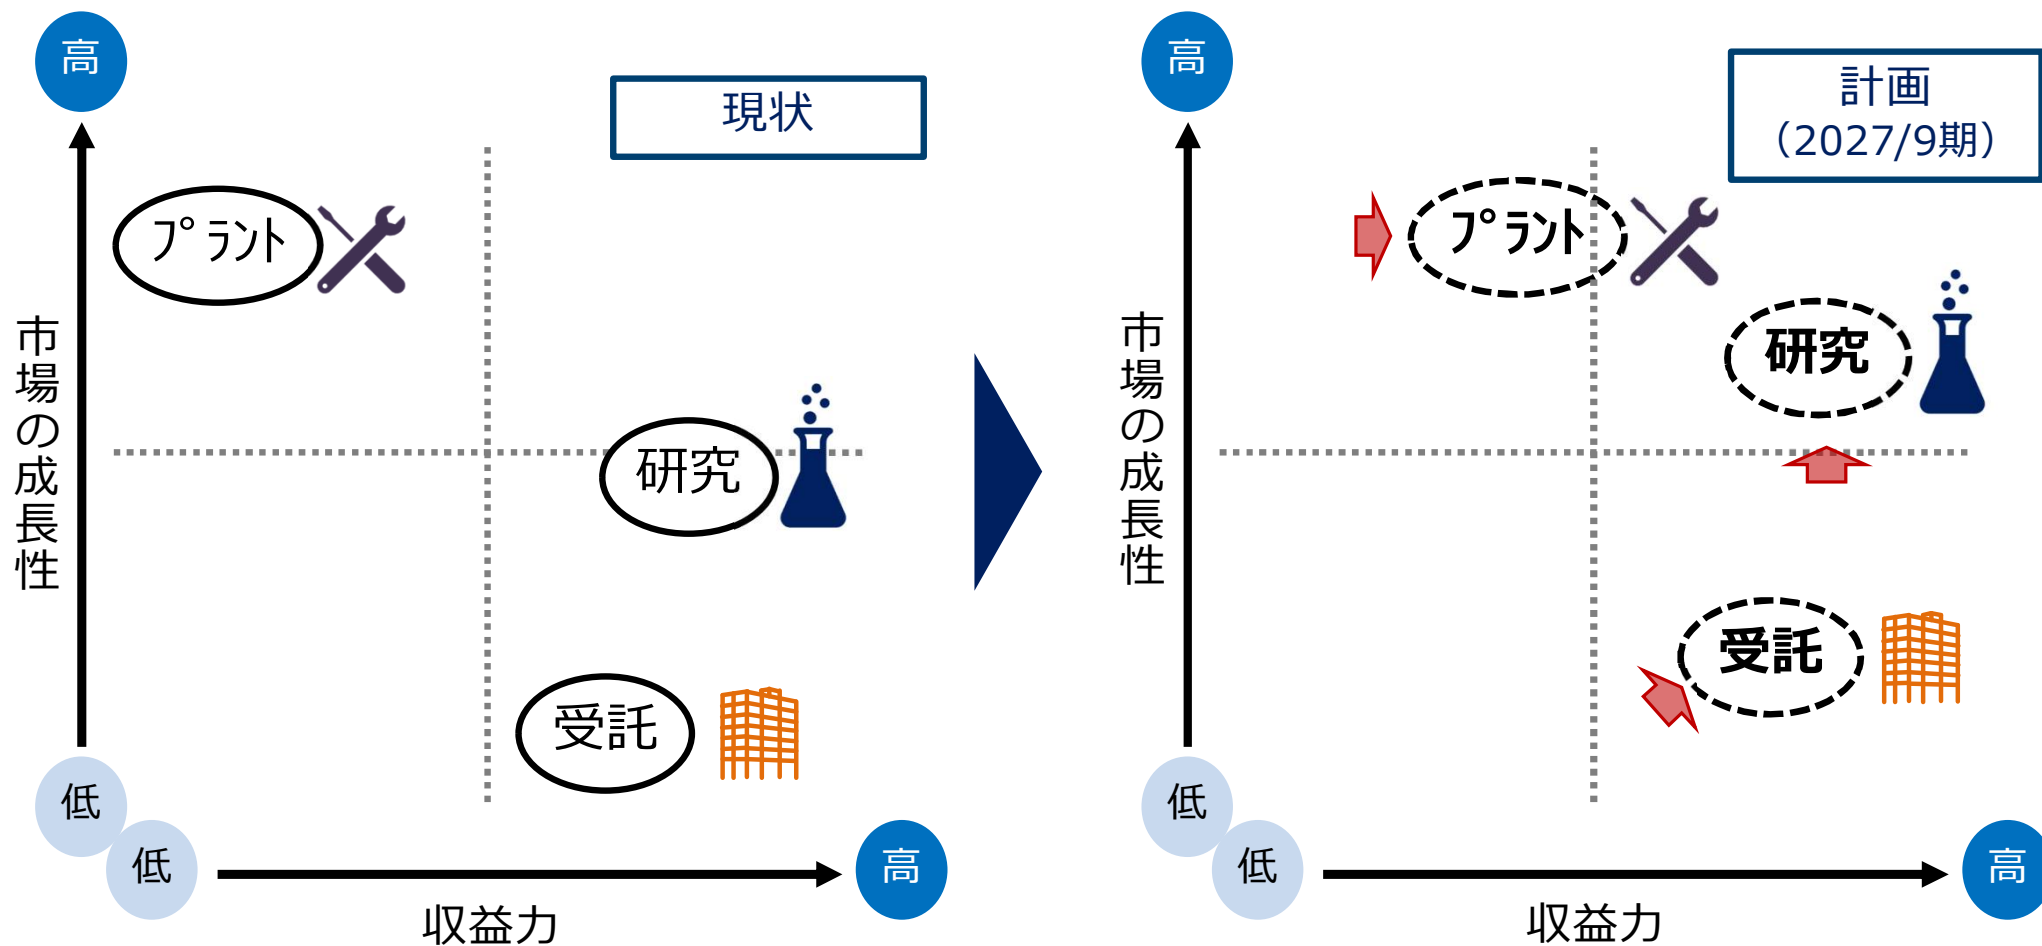 高
現状
プラント
市場の成長性
研究
受託
低
低
高
収益力
高
計画
（2027/9期）
プラント
研究
市場の成長性
受託
低
低
高
収益力